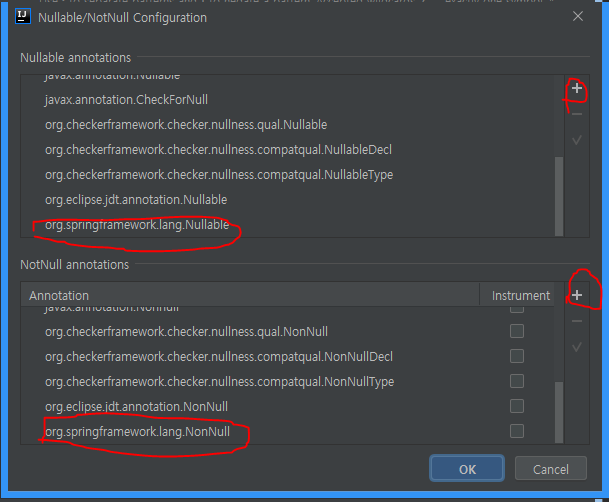 IJ
Nullable/NotNull Configuration
Nullable annotations
javax.annotation.Nullable
javax.annotation.CheckForNull
org.checkerframework.checker.nullness.qual.Nullable
org.checkerframework.checker.nullness.compatqual.NullableDecl
org.checkerframework.checker.nullness.compatqual.NullableType
org.eclipse.jdt.annotation.Nullable
org.springframework.lang.Nullable
NotNull annotations
Annotation Instrument
javax.annotation.Nonnull
org.checkerframework.checker.nullness.qual.NonNull
org.checkerframework.checker.nullness.compatqual.NonNullDecl
org.checkerframework.checker.nullness.compatqual.NonNullType
org.eclipse.jdt.annotation.NonNull
org.springframework.lang.NonNull
OK Cancel